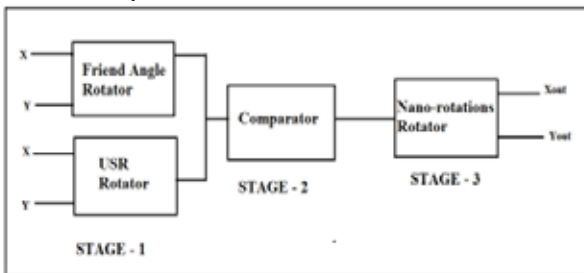 X
Friend Angle
Rotator
Y
X
USR
Rotator
Y
STAGE - 1
Comparator
STAGE - 2
Nano-rotations
Rotator
STAGE - 3
Xout
Yout